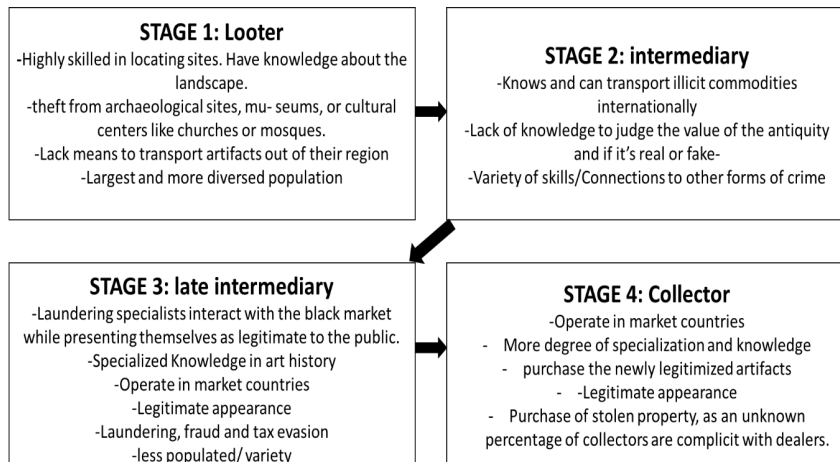 STAGE 1: Looter
-Highly skilled in locating sites. Have knowledge about the
landscape.
-theft from archaeological sites, mu- seums, or cultural
centers like churches or mosques.
-Lack means to transport artifacts out of their region
-Largest and more diversed population
STAGE 2: intermediary
-Knows and can transport illicit commodities
internationally
-Lack of knowledge to judge the value of the antiquity
and if it's real or fake-
-Variety of skills/Connections to other forms of crime
STAGE 3: late intermediary
-Laundering specialists interact with the black market
while presenting themselves as legitimate to the public.
-Specialized Knowledge in art history
-Operate in market countries
-Legitimate appearance
-Laundering, fraud and tax evasion
-less populated/ variety
STAGE 4: Collector
-Operate in market countries
- More degree of specialization and knowledge
- purchase the newly legitimized artifacts
- -Legitimate appearance
- Purchase of stolen property, as an unknown
percentage of collectors are complicit with dealers.